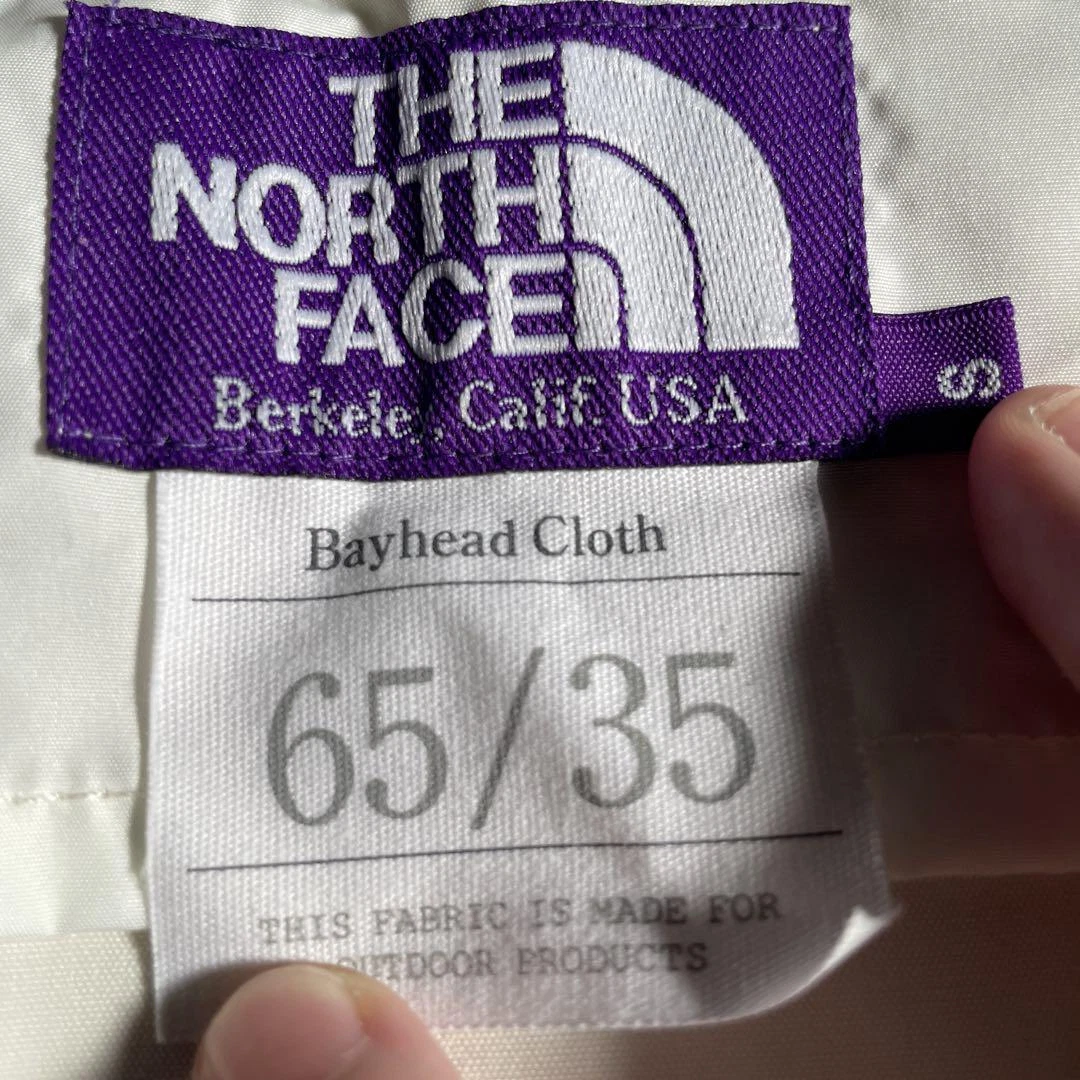 THE
NORTH
FACE
Berkeley, Calif. USA
S
Bayhead Cloth
65/35
THIS FABRIC IS MADE FOR
OUTDOOR PRODUCTS